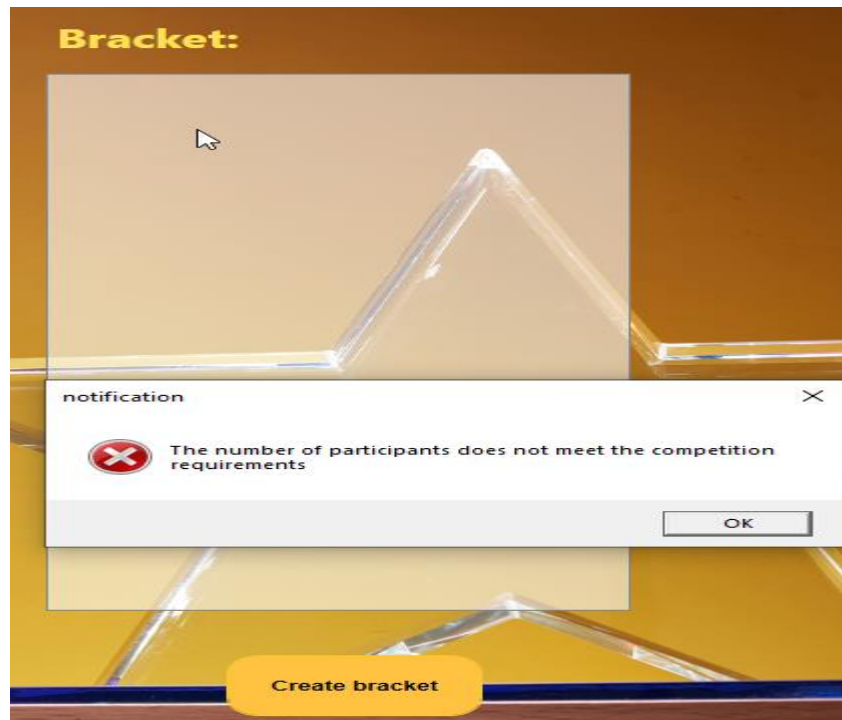 Bracket:
notification
The number of participants does not meet the competition
requirements
OK
Create bracket